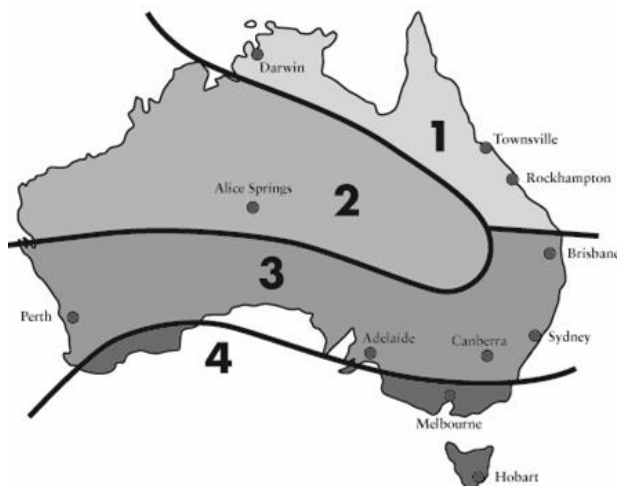 Darwin
1
Townsville
Rockhampton
Alice Springs
2
Brisbane
3
Perth
Adelaide
Canberra
Sydney
4
Melbourne
Hobart